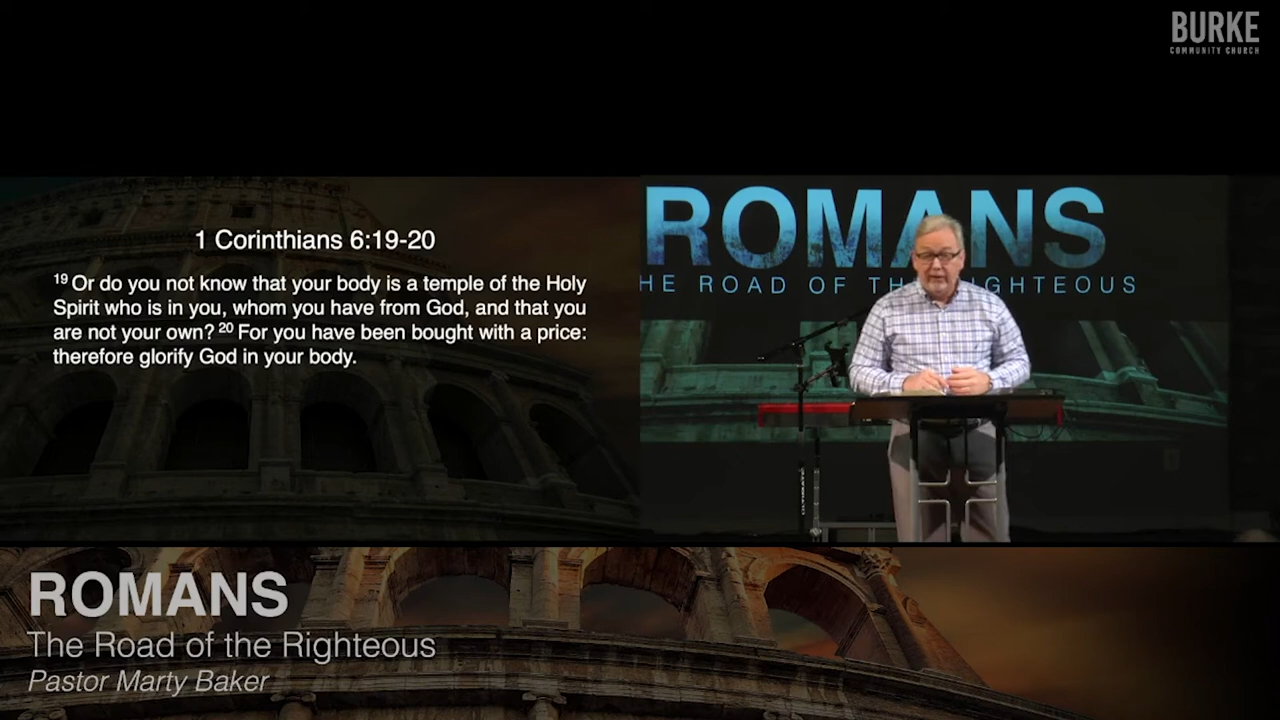 BURKE
COMMUNITY CHURCH
1 Corinthians 6:19-20
19 Or do you not know that your body is a temple of the Holy
Spirit who is in you, whom you have from God, and that you
are not your own? 20 For you have been bought with a price:
therefore glorify God in your body.
ROMANS
HE ROAD OF TH IGHTEOUS
ROMANS
The Road of the Righteous
Pastor Marty Baker